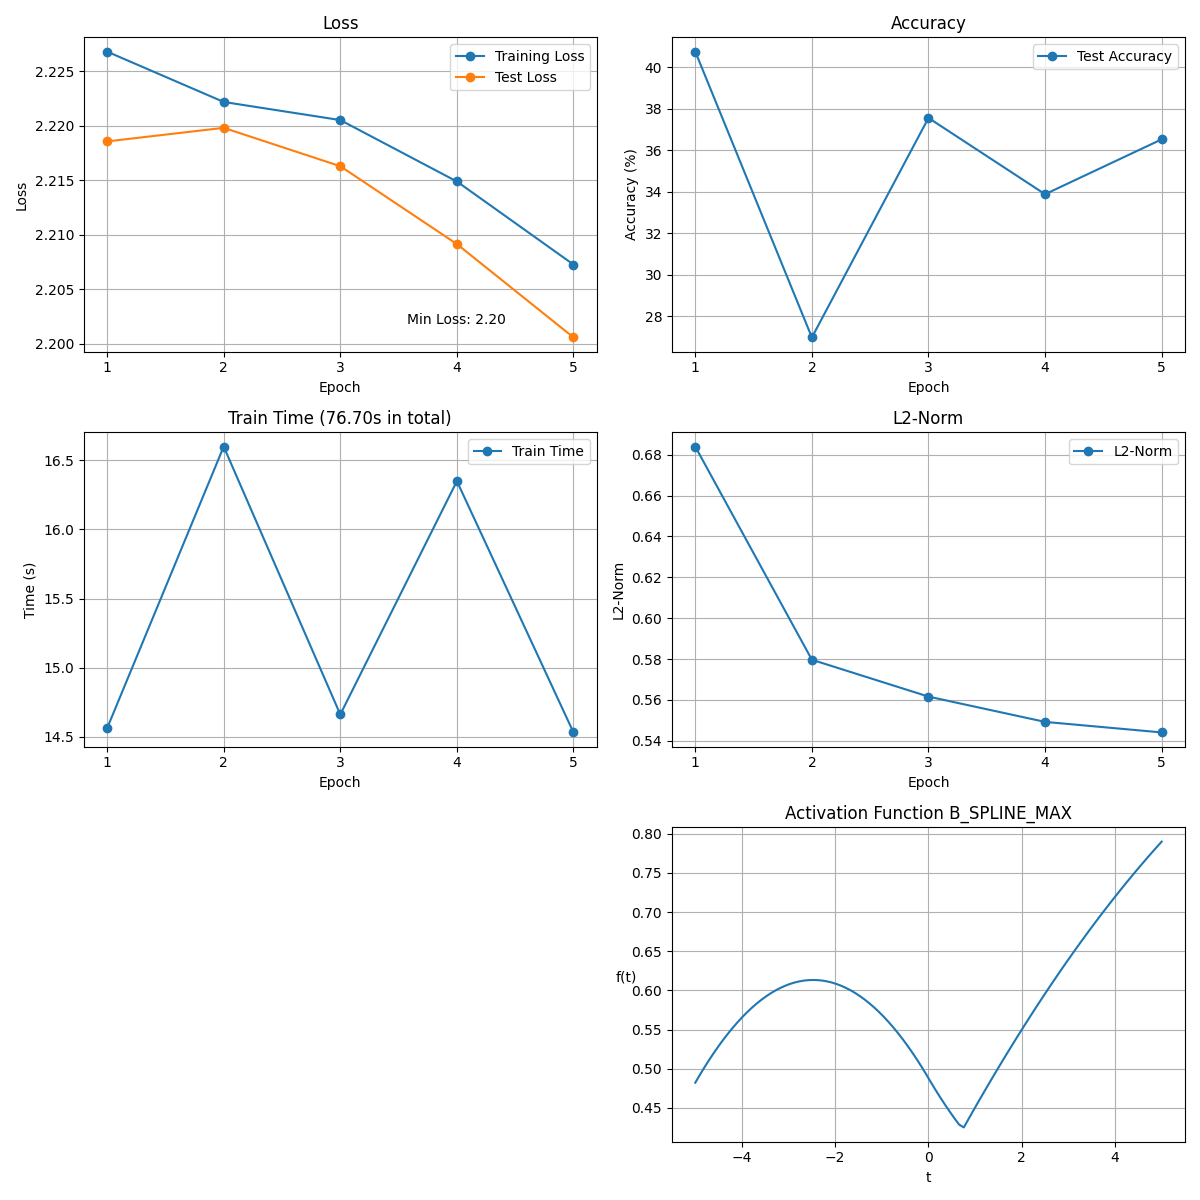 Loss
Training Loss
Test Loss
2.225
2.220
2.215
2.210
2.205
2.200
Loss
Min Loss: 2.20
1 2 3 4 5
Epoch
Accuracy
Test Accuracy
40
38
36
34
32
30
28
Accuracy (%)
1 2 3 4 5
Epoch
Train Time (76.70s in total)
Train Time
16.5
16.0
15.5
15.0
14.5
Time (s)
1 2 3 4 5
Epoch
L2-Norm
L2-Norm
0.68
0.66
0.64
0.62
0.60
0.58
0.56
0.54
L2-Norm
1 2 3 4 5
Epoch
Activation Function B_SPLINE_MAX
0.80
0.75
0.70
0.65
0.60
0.55
0.50
0.45
f(t)
−4 −2 0 2 4
t